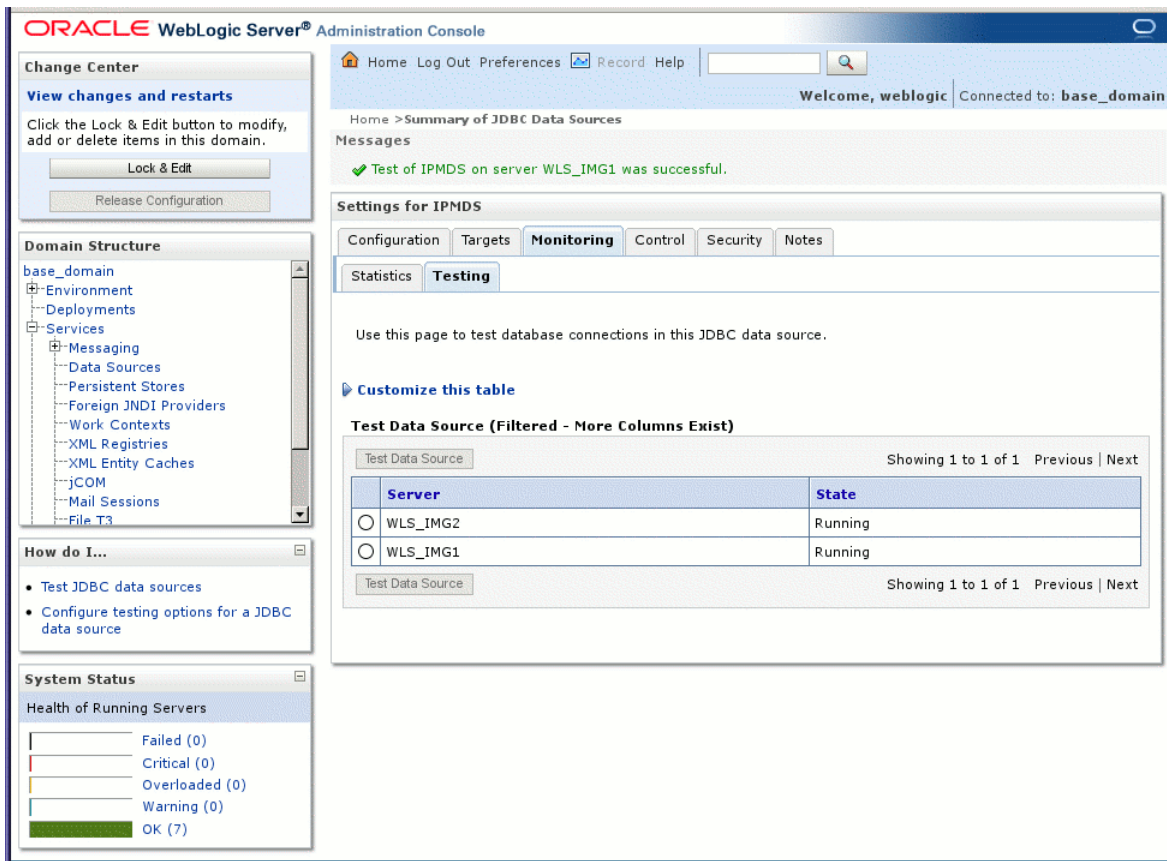 ORACLE WebLogic Server® Administration Console
Change Center
View changes and restarts
Click the Lock & Edit button to modify,
add or delete items in this domain.
Lock & Edit
Release Configuration
Domain Structure
base_domain
Environment
Deployments
Services
Messaging
Data Sources
Persistent Stores
Foreign JNDI Providers
Work Contexts
XML Registries
XML Entity Caches
jCOM
Mail Sessions
File T3
How do I...
Test JDBC data sources
Configure testing options for a JDBC
data source
System Status
Health of Running Servers
Failed (0)
Critical (0)
Overloaded (0)
Warning (0)
OK (7)
Home Log Out Preferences Record Help
Welcome, weblogic Connected to: base_domain
Home >Summary of JDBC Data Sources
Messages
Test of IPMDS on server WLS_IMG1 was successful.
Settings for IPMDS
Configuration Targets Monitoring Control Security Notes
Statistics Testing
Use this page to test database connections in this JDBC data source.
Customize this table
Test Data Source (Filtered - More Columns Exist)
Test Data Source Showing 1 to 1 of 1 Previous | Next
Server State
WLS_IMG2 Running
WLS_IMG1 Running
Test Data Source Showing 1 to 1 of 1 Previous | Next